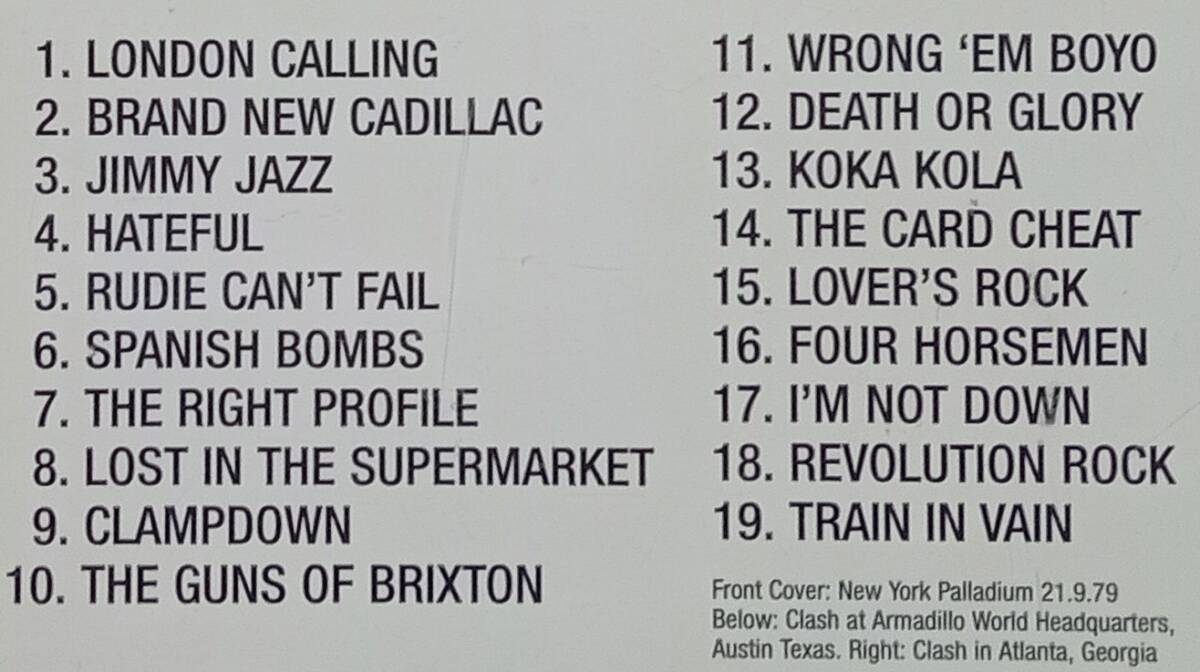 1. LONDON CALLING
2. BRAND NEW CADILLAC
3. JIMMY JAZZ
4. HATEFUL
5. RUDIE CAN’T FAIL
6. SPANISH BOMBS
7. THE RIGHT PROFILE
8. LOST IN THE SUPERMARKET
9. CLAMPDOWN
10. THE GUNS OF BRIXTON
11. WRONG ‘EM BOYO
12. DEATH OR GLORY
13. KOKA KOLA
14. THE CARD CHEAT
15. LOVER’S ROCK
16. FOUR HORSEMEN
17. I’M NOT DOWN
18. REVOLUTION ROCK
19. TRAIN IN VAIN
Front Cover: New York Palladium 21.9.79
Below: Clash at Armadillo World Headquarters,
Austin Texas. Right: Clash in Atlanta, Georgia